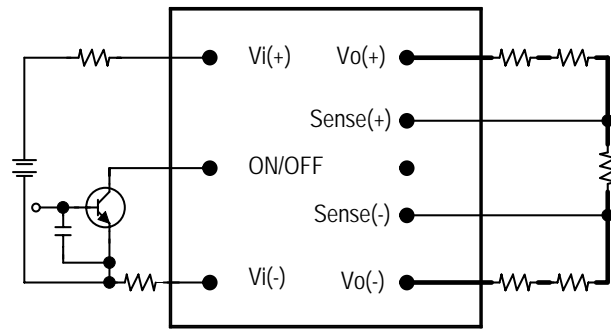 Vi(+) Vo(+)
Sense(+)
ON/OFF
Sense(-)
Vi(-) Vo(-)